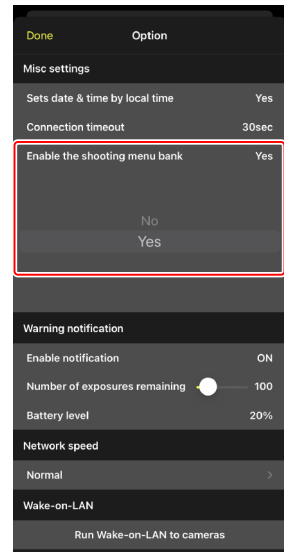 Done Option
Misc settings
Sets date & time by local time Yes
Connection timeout 30sec
Enable the shooting menu bank Yes
No
Yes
Warning notification
Enable notification ON
Number of exposures remaining 100
Battery level 20%
Network speed
Normal
Wake-on-LAN
Run Wake-on-LAN to cameras